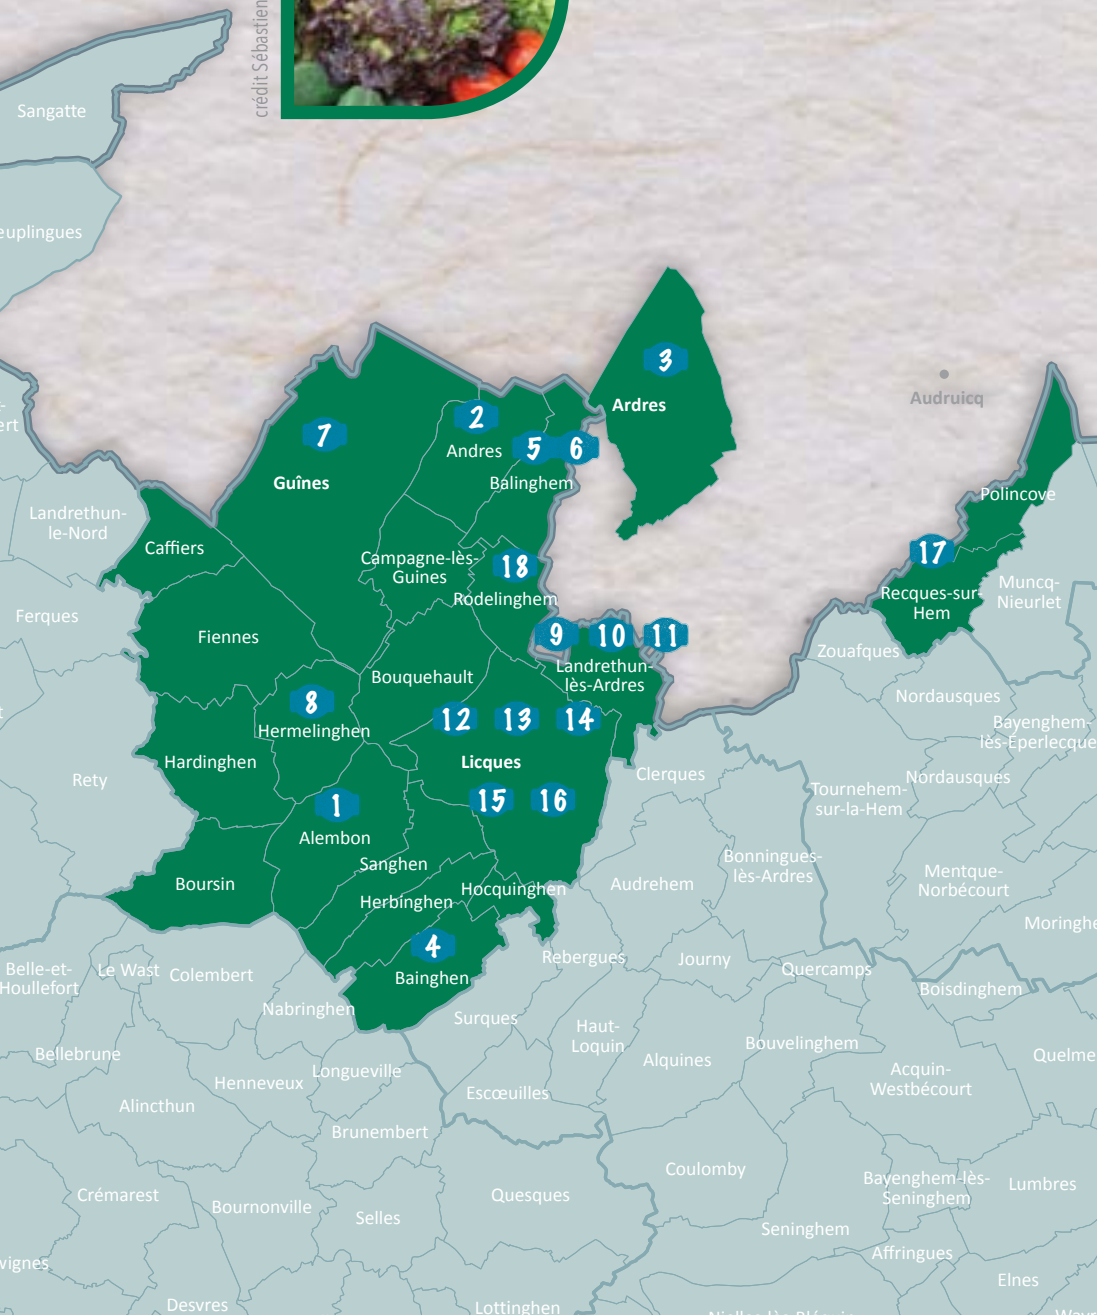 crédit Sébastien
Sangatte
euplingues
3
Ardres
Audruicq
7
Guînes
2
Andres
5
6
Balinghem
Polincove
Landrethun-
le-Nord
Caffiers
17
Recques-sur-
Hem
Muncq-
Nieurlet
Campagne-lès-
Guines
18
Rodelinghem
Ferques
Fiennes
9
10
11
Landrethun-
lès-Ardres
Zouafques
Bouquehault
Nordausques
8
Hermelinghen
12
13
14
Bayenghem-
lès-Éperlecque
Hardinghen
Licques
Rety
Clerques
Nordausques
Tournehem-
sur-la-Hem
15
16
1
Alembon
Sanghen
Boursin
Hocquinghen
Herbinghen
Audrehem
Bonningues-
lès-Ardres
Mentque-
Norbécourt
Moringhe
4
Bainghen
Rebergues
Journy
Quercamps
Boisdinghem
Belle-et-
Houllefort
Le Wast
Colembert
Nabringhen
Surques
Haut-
Loquin
Alquines
Bouvelinghem
Quelme
Bellebrune
Henneveux
Longueville
Escœuilles
Acquin-
Westbécourt
Alincthun
Brunembert
Coulomby
Bayenghem-lès-
Seninghem
Lumbres
Crémarest
Bournonville
Selles
Quesques
Seninghem
Affringues
vignes
Elnes
Desvres
Lottinghen